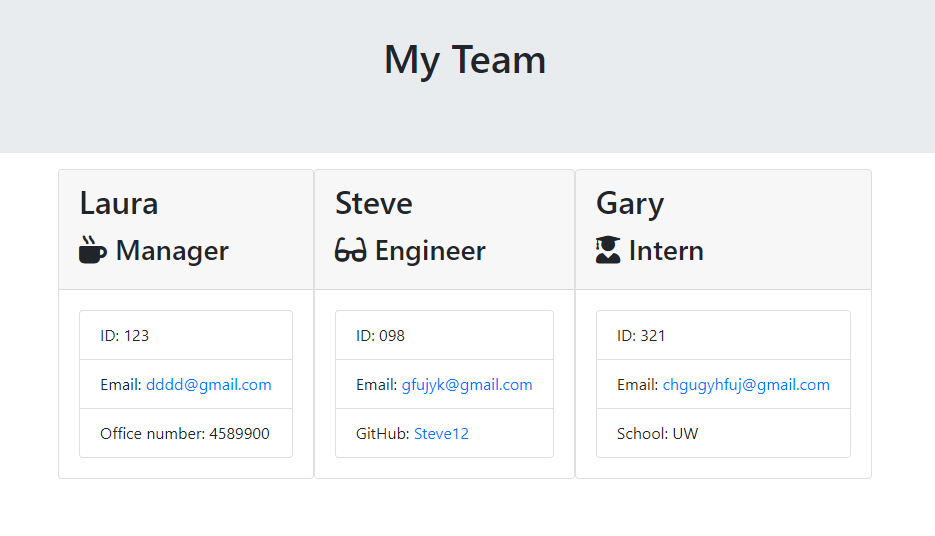 My Team
Laura
Manager
ID: 123
Email: dddd@gmail.com
Office number: 4589900
Steve
Engineer
ID: 098
Email: gfujyk@gmail.com
GitHub: Steve12
Gary
Intern
ID: 321
Email: chgugyhfuj@gmail.com
School: UW